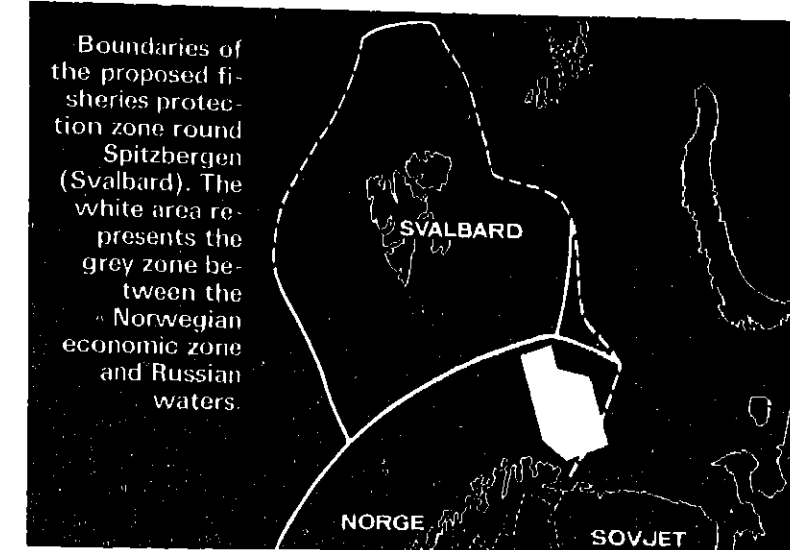 Boundaries of
the proposed fi-
sheries protec-
tion zone round
Spitzbergen
(Svalbard). The
white area re-
presents the
grey zone be-
tween the
Norwegian
economic zone
and Russian
waters.
SVALBARD
NORGE
SOVJET